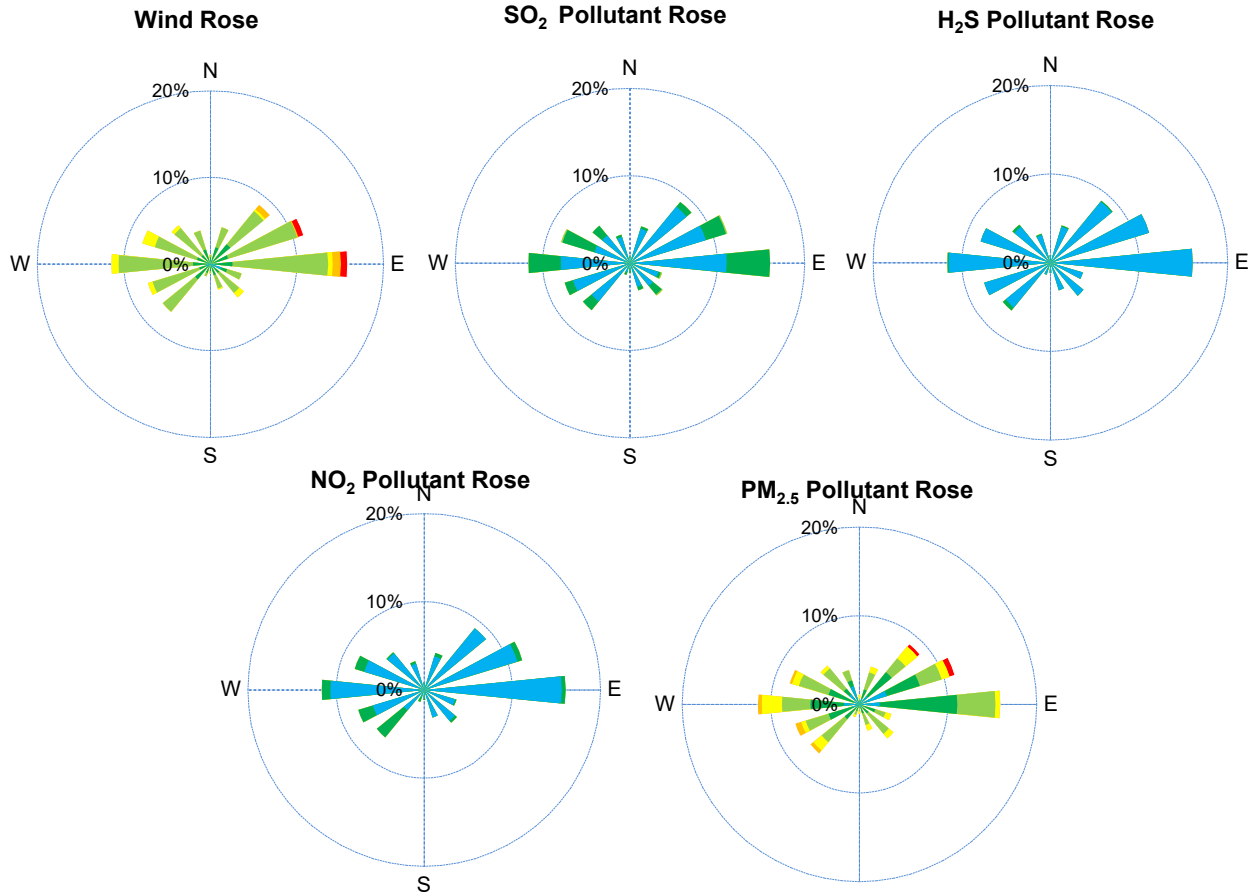 Wind Rose
N
20%
10%
0%
W
E
S
SO₂ Pollutant Rose
N
20%
10%
0%
W
E
S
H₂S Pollutant Rose
N
20%
10%
0%
W
E
S
NO₂ Pollutant Rose
N
20%
10%
0%
W
E
S
PM₂.₅ Pollutant Rose
N
20%
10%
0%
W
E